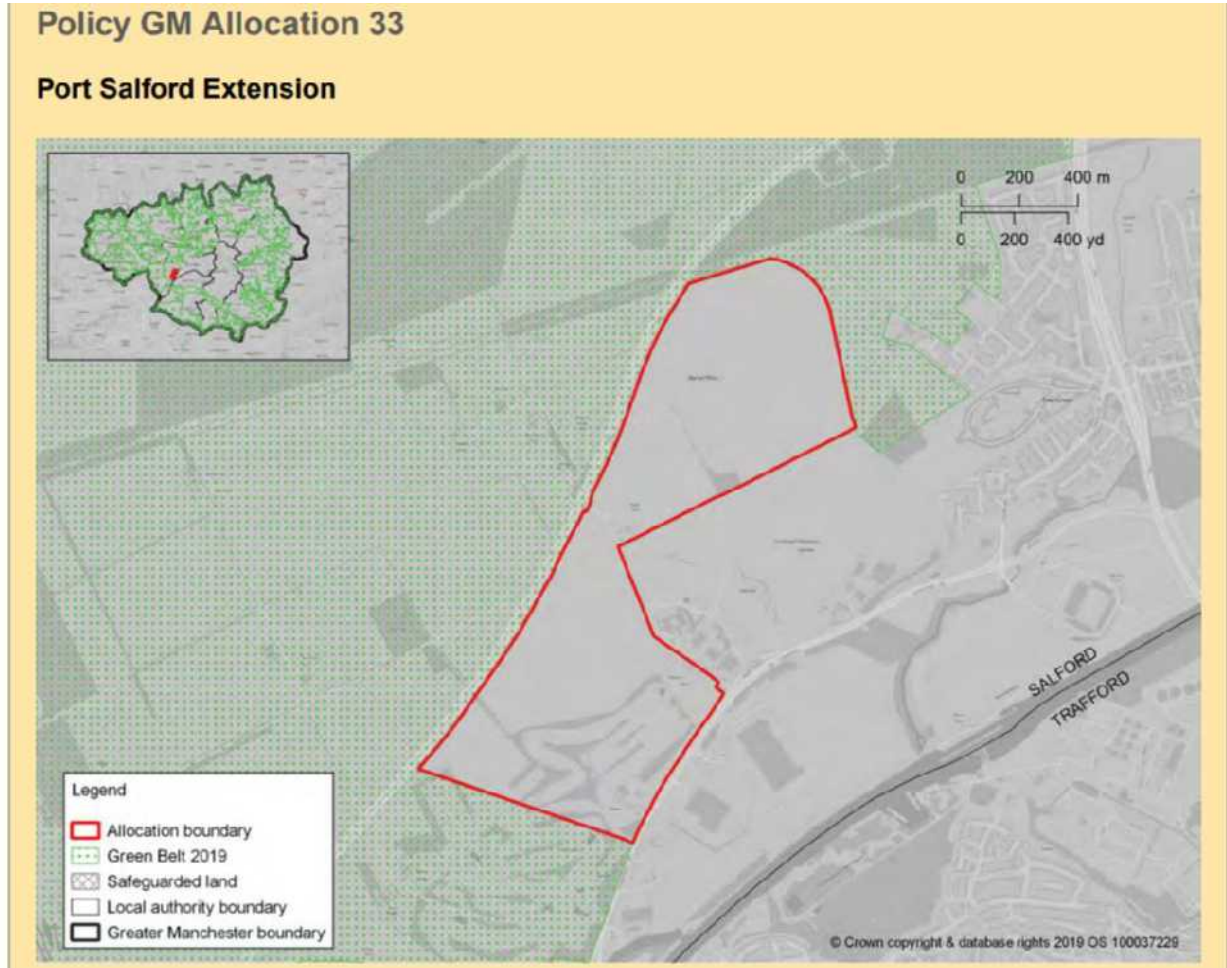 Policy GM Allocation 33
Port Salford Extension
0 200 400 m
0 200 400 yd
SALFORD
TRAFFORD
Legend
Allocation boundary
Green Belt 2019
Safeguarded land
Local authority boundary
Greater Manchester boundary
© Crown copyright & database rights 2019 OS 100037229